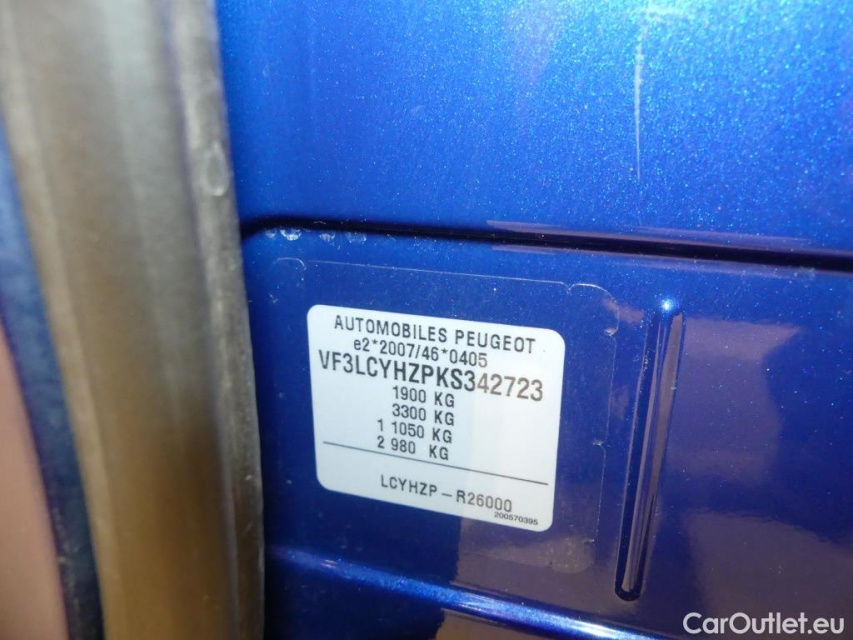 AUTOMOBILES PEUGEOT
e2*2007/46*0405
VF3LCYHZPKS342723
1900 KG
3300 KG
1 1050 KG
2 980 KG
LCYHZP-R26000
200570395
CarOutlet.eu